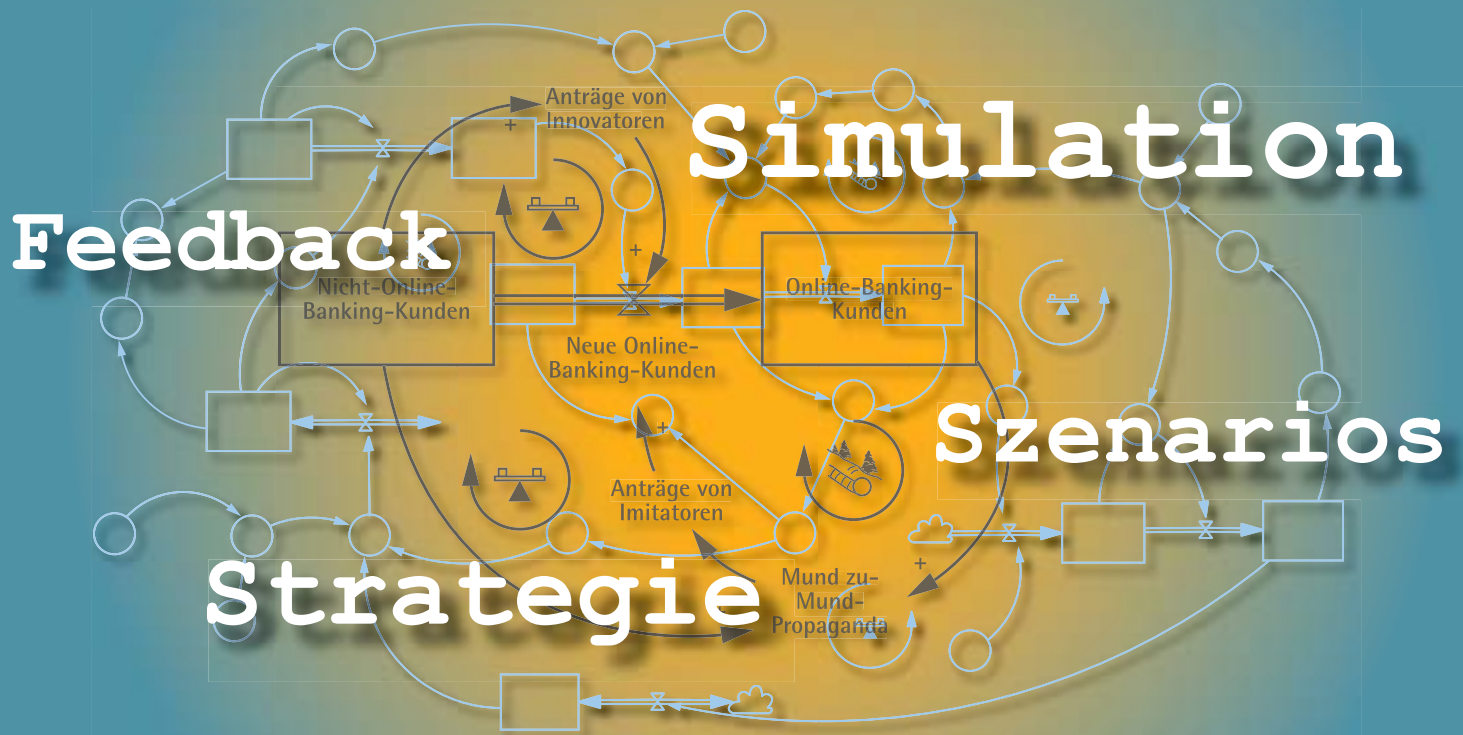 Anträge von
Innovatoren
+
Simulation
Feedback
+
Nicht-Online-
Banking-Kunden
Online-Banking-
Kunden
Neue Online-
Banking-Kunden
+
Szenarios
Anträge von
Imitatoren
+
Strategie
Mund zu-
Mund-
Propaganda